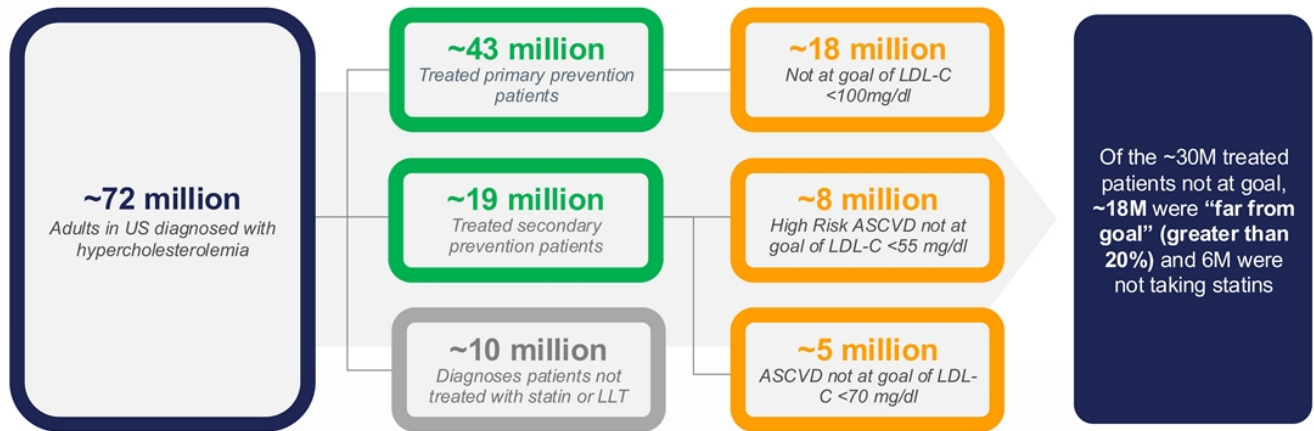 ~72 million
Adults in US diagnosed with
hypercholesterolemia
~43 million
Treated primary prevention
patients
~19 million
Treated secondary
prevention patients
~10 million
Diagnoses patients not
treated with statin or LLT
~18 million
Not at goal of LDL-C
<100mg/dl
~8 million
High Risk ASCVD not at
goal of LDL-C <55 mg/dl
~5 million
ASCVD not at goal of LDL-
C <70 mg/dl
Of the ~30M treated
patients not at goal,
~18M were “far from
goal” (greater than
20%) and 6M were
not taking statins